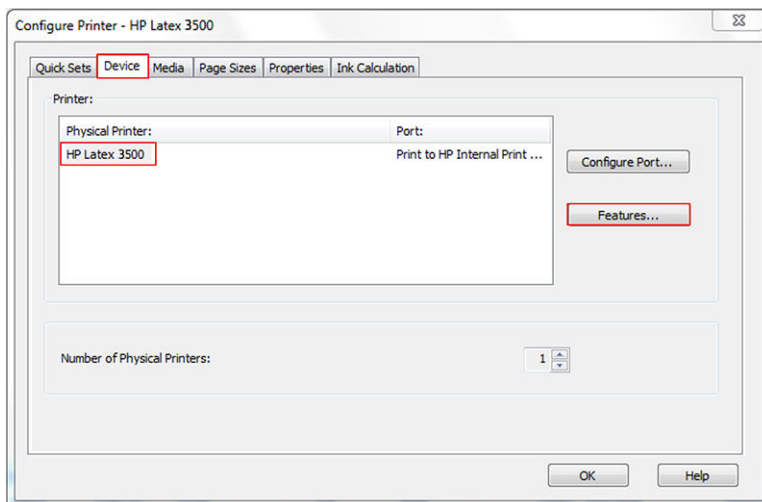 Configure Printer - HP Latex 3500
Quick Sets Device Media Page Sizes Properties Ink Calculation
Printer:
Physical Printer: Port:
HP Latex 3500 Print to HP Internal Print ...
Configure Port...
Features...
Number of Physical Printers: 1
OK Help